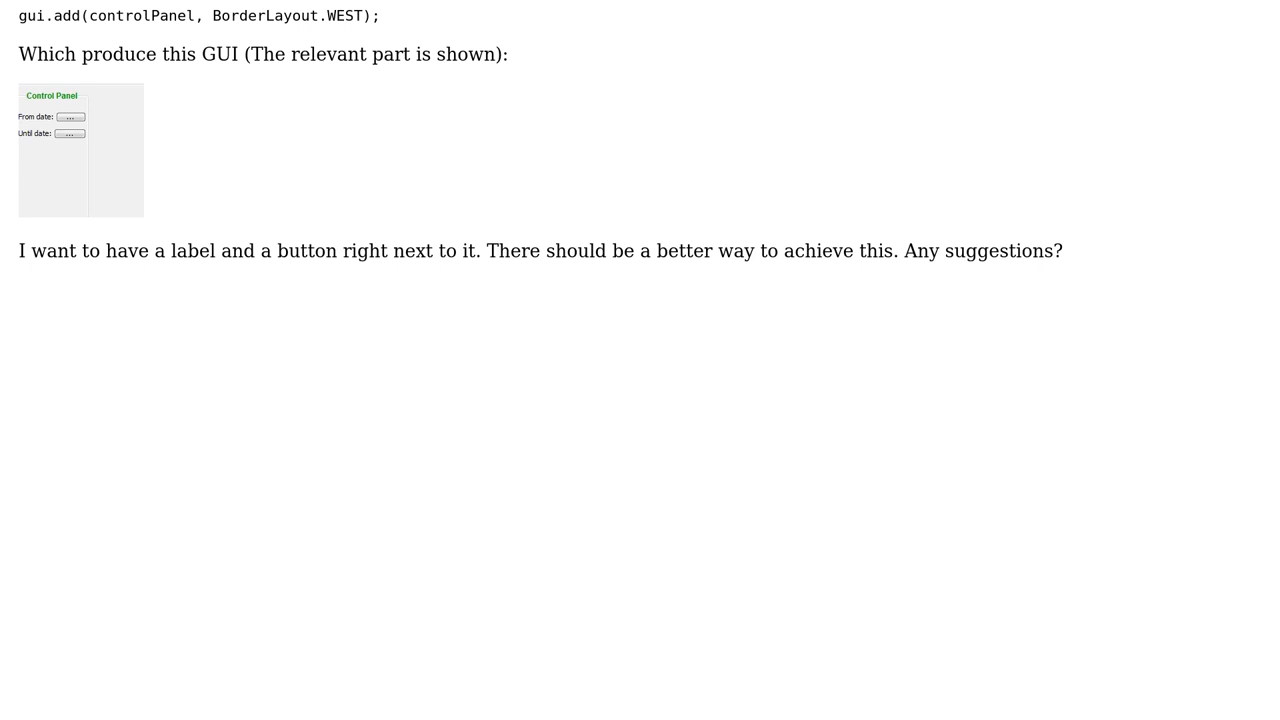 gui.add(controlPanel, BorderLayout.WEST);
Which produce this GUI (The relevant part is shown):
Control Panel
From date: ...
Until date: ...
I want to have a label and a button right next to it. There should be a better way to achieve this. Any suggestions?